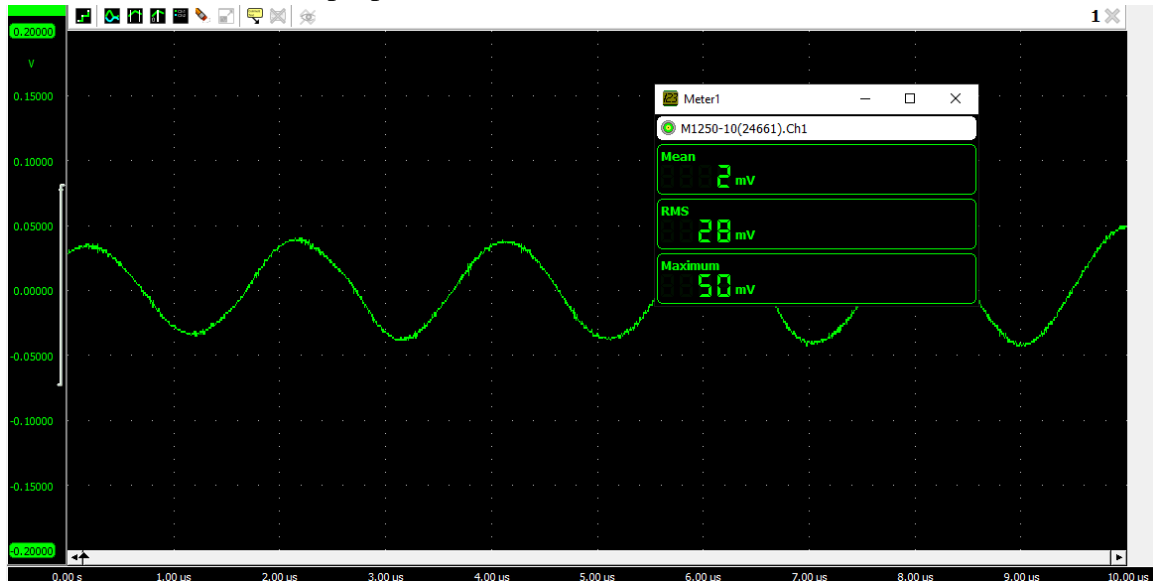 1
0.20000
V
0.15000
0.10000
0.05000
0.00000
-0.05000
-0.10000
-0.15000
-0.20000
Meter1
M1250-10(24661).Ch1
Mean
2 mV
RMS
28 mV
Maximum
50 mV
0.00 s 1.00 us 2.00 us 3.00 us 4.00 us 5.00 us 6.00 us 7.00 us 8.00 us 9.00 us 10.00 us